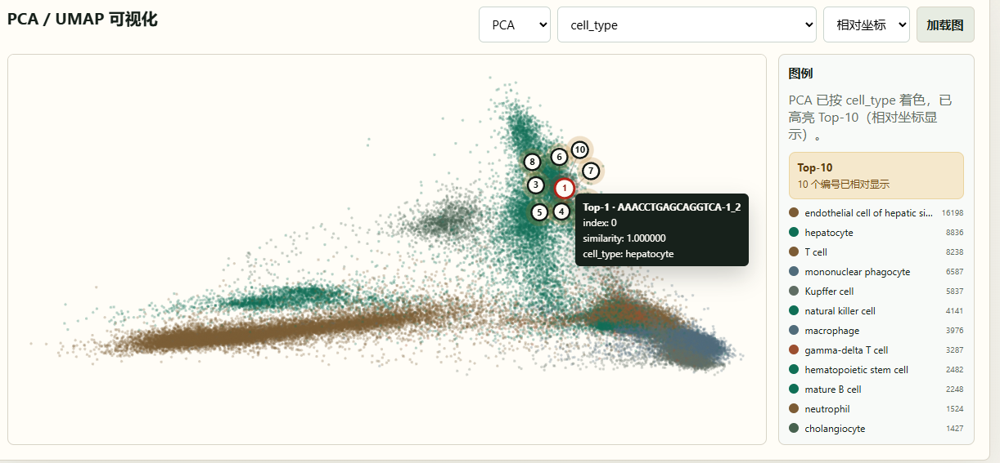 PCA / UMAP 可视化
PCA
cell_type
相对坐标
加载图
8
6
10
7
3
1
5
4
Top-1 · AAACCTGAGCAGGTCA-1_2
index: 0
similarity: 1.000000
cell_type: hepatocyte
图例
PCA 已按 cell_type 着色，已
高亮 Top-10（相对坐标显
示）。
Top-10
10 个编号已相对显示
endothelial cell of hepatic si... 16198
hepatocyte 8836
T cell 8238
mononuclear phagocyte 6587
Kupffer cell 5837
natural killer cell 4141
macrophage 3976
gamma-delta T cell 3287
hematopoietic stem cell 2482
mature B cell 2248
neutrophil 1524
cholangiocyte 1427